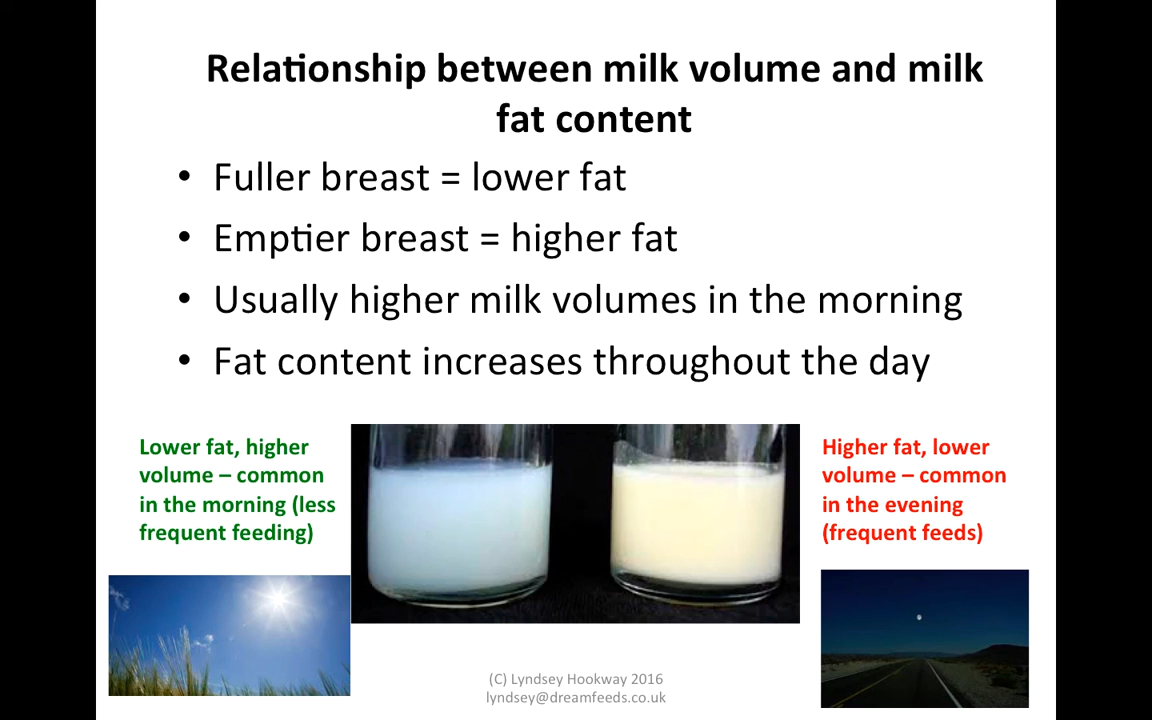 Relationship between milk volume and milk
fat content
• Fuller breast = lower fat
• Emptier breast = higher fat
• Usually higher milk volumes in the morning
• Fat content increases throughout the day
Lower fat, higher
volume – common
in the morning (less
frequent feeding)
Higher fat, lower
volume – common
in the evening
(frequent feeds)
(C) Lyndsey Hookway 2016
lyndsey@dreamfeeds.co.uk